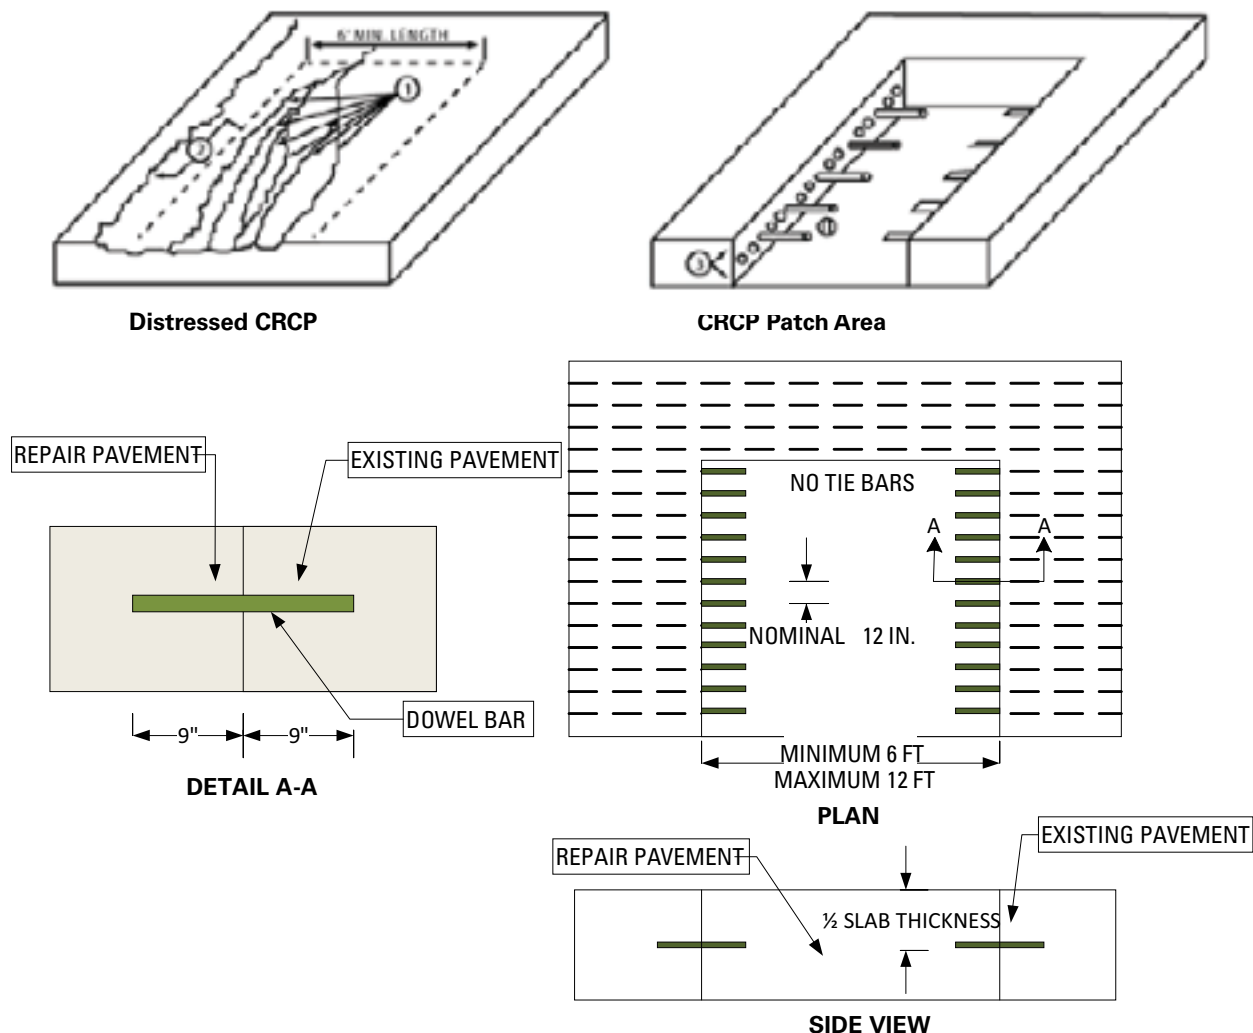 6' MIN. LENGTH
1
2
3
1
Distressed CRCP
CRCP Patch Area
REPAIR PAVEMENT
EXISTING PAVEMENT
DOWEL BAR
9" 9"
DETAIL A-A
NO TIE BARS
A A
NOMINAL 12 IN.
MINIMUM 6 FT
MAXIMUM 12 FT
PLAN
REPAIR PAVEMENT
EXISTING PAVEMENT
½ SLAB THICKNESS
SIDE VIEW